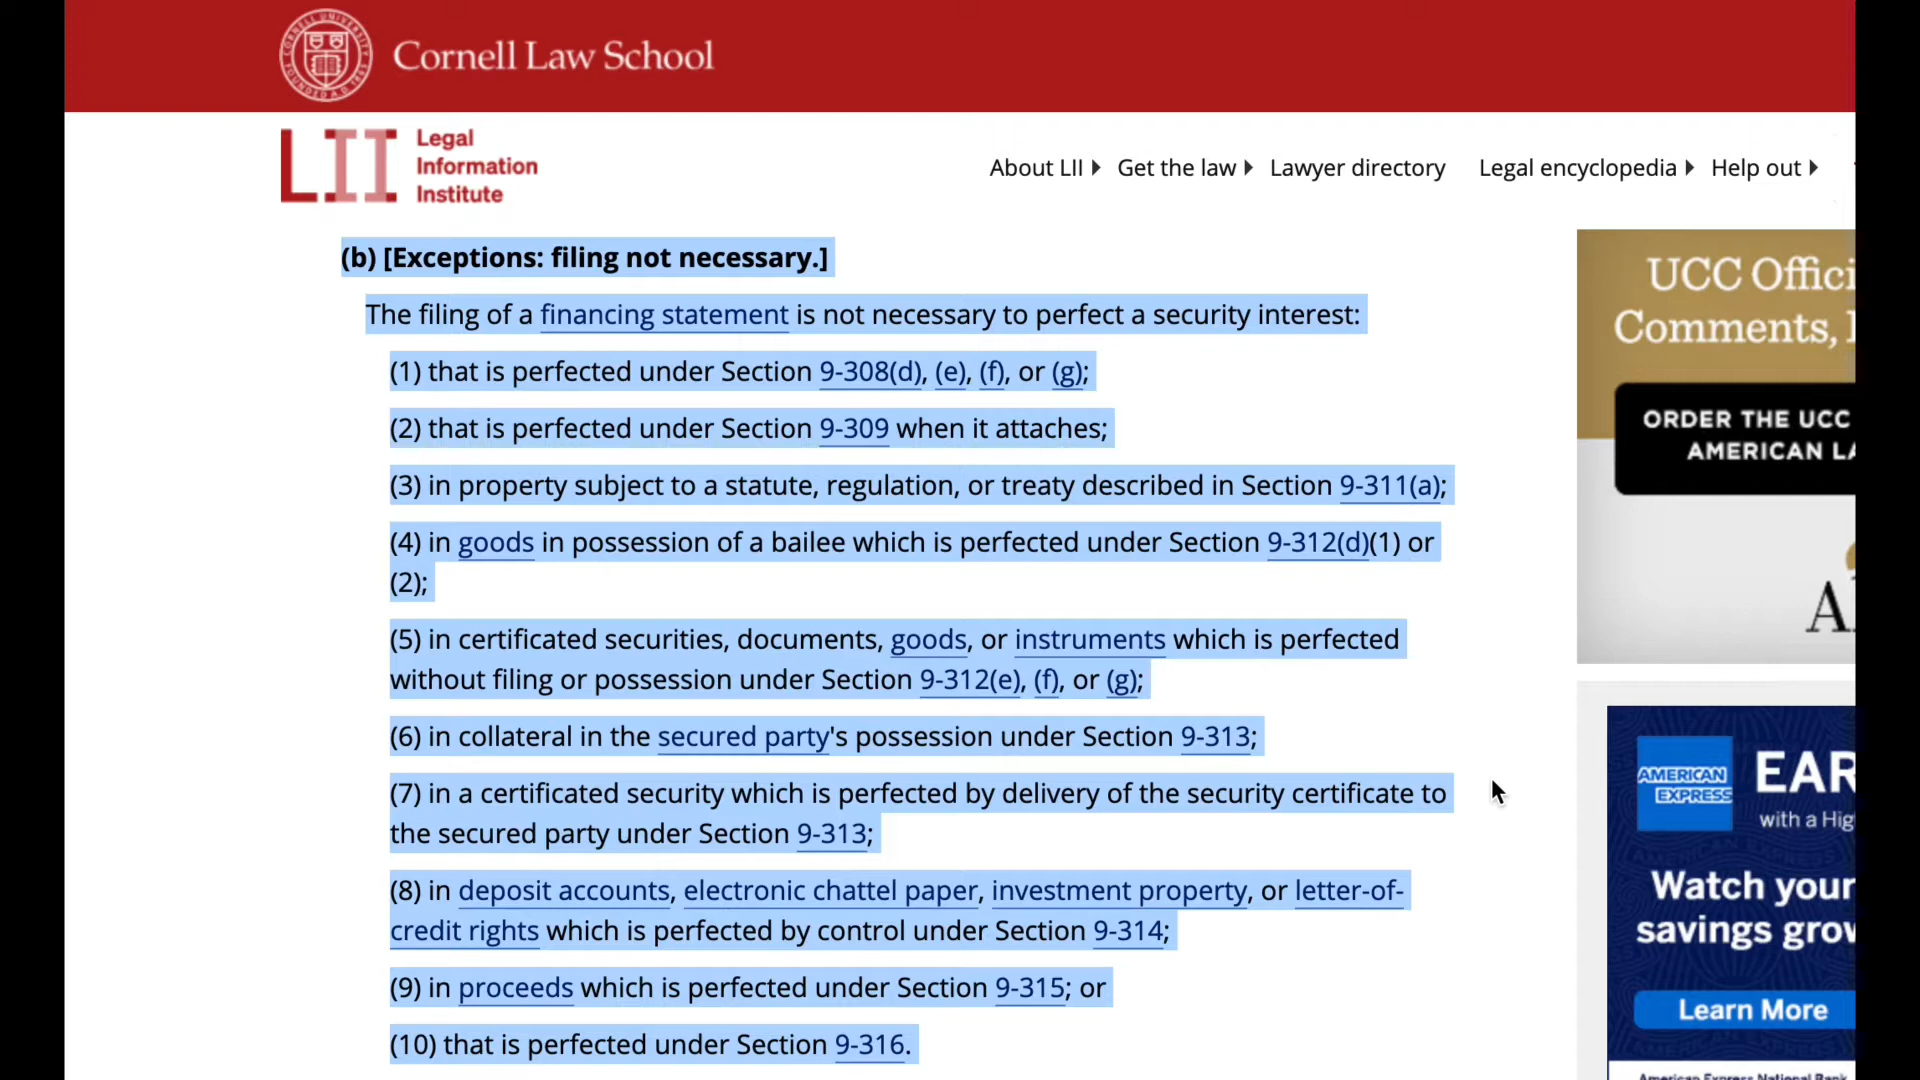 Cornell Law School
LII
Legal
Information
Institute
About LII
Get the law
Lawyer directory
Legal encyclopedia
Help out
(b) [Exceptions: filing not necessary.]
The filing of a financing statement is not necessary to perfect a security interest:
(1) that is perfected under Section 9-308(d), (e), (f), or (g);
(2) that is perfected under Section 9-309 when it attaches;
(3) in property subject to a statute, regulation, or treaty described in Section 9-311(a);
(4) in goods in possession of a bailee which is perfected under Section 9-312(d)(1) or
(2);
(5) in certificated securities, documents, goods, or instruments which is perfected
without filing or possession under Section 9-312(e), (f), or (g);
(6) in collateral in the secured party's possession under Section 9-313;
(7) in a certificated security which is perfected by delivery of the security certificate to
the secured party under Section 9-313;
(8) in deposit accounts, electronic chattel paper, investment property, or letter-of-
credit rights which is perfected by control under Section 9-314;
(9) in proceeds which is perfected under Section 9-315; or
(10) that is perfected under Section 9-316.
UCC Offici
Comments,
ORDER THE UCC
AMERICAN LA
A
AMERICAN
EXPRESS
EAR
with a Hig
Watch your
savings grow
Learn More
American Express National Bank